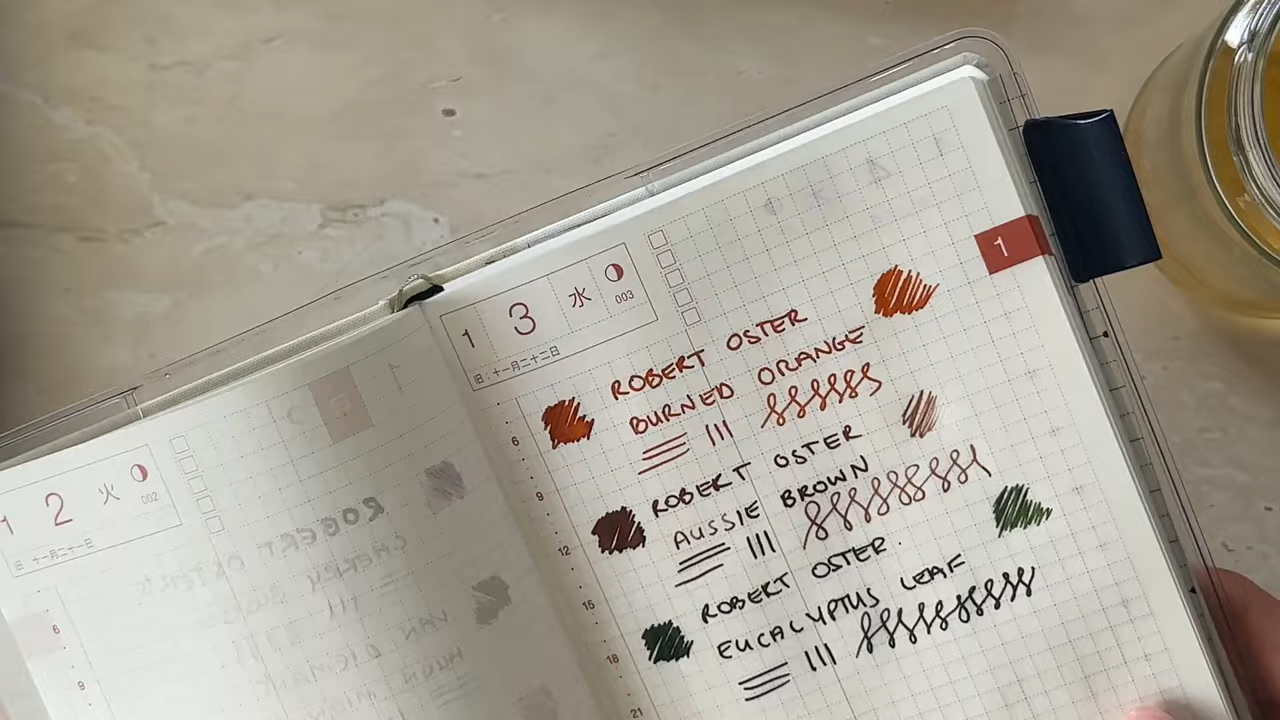 1 2 火 002
旧:十一月二十一日
6
9
1 3 水 003
旧:十一月二十二日
1
6
9
12
15
18
21
ROBERT OSTER
BURNED ORANGE
ROBERT OSTER
AUSSIE BROWN
ROBERT OSTER.
EUCALYPTUS LEAF